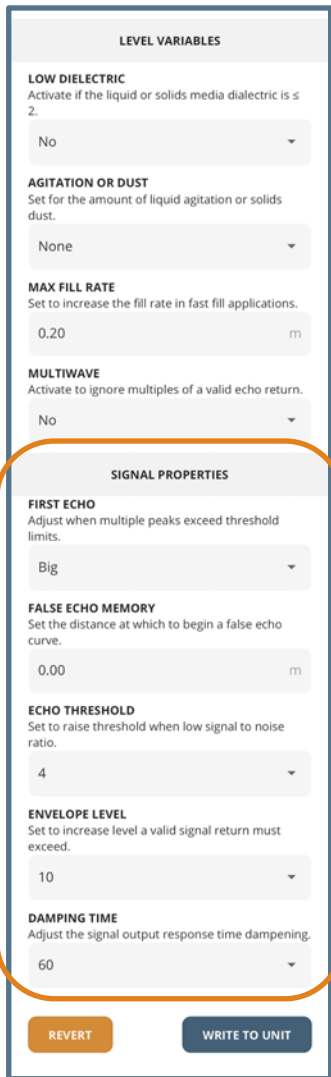 LEVEL VARIABLES
LOW DIELECTRIC
Activate if the liquid or solids media dielectric is ≤
2.
No
AGITATION OR DUST
Set for the amount of liquid agitation or solids
dust.
None
MAX FILL RATE
Set to increase the fill rate in fast fill applications.
0.20 m
MULTIWAVE
Activate to ignore multiples of a valid echo return.
No
SIGNAL PROPERTIES
FIRST ECHO
Adjust when multiple peaks exceed threshold
limits.
Big
FALSE ECHO MEMORY
Set the distance at which to begin a false echo
curve.
0.00 m
ECHO THRESHOLD
Set to raise threshold when low signal to noise
ratio.
4
ENVELOPE LEVEL
Set to increase level a valid signal return must
exceed.
10
DAMPING TIME
Adjust the signal output response time dampening.
60
REVERT WRITE TO UNIT